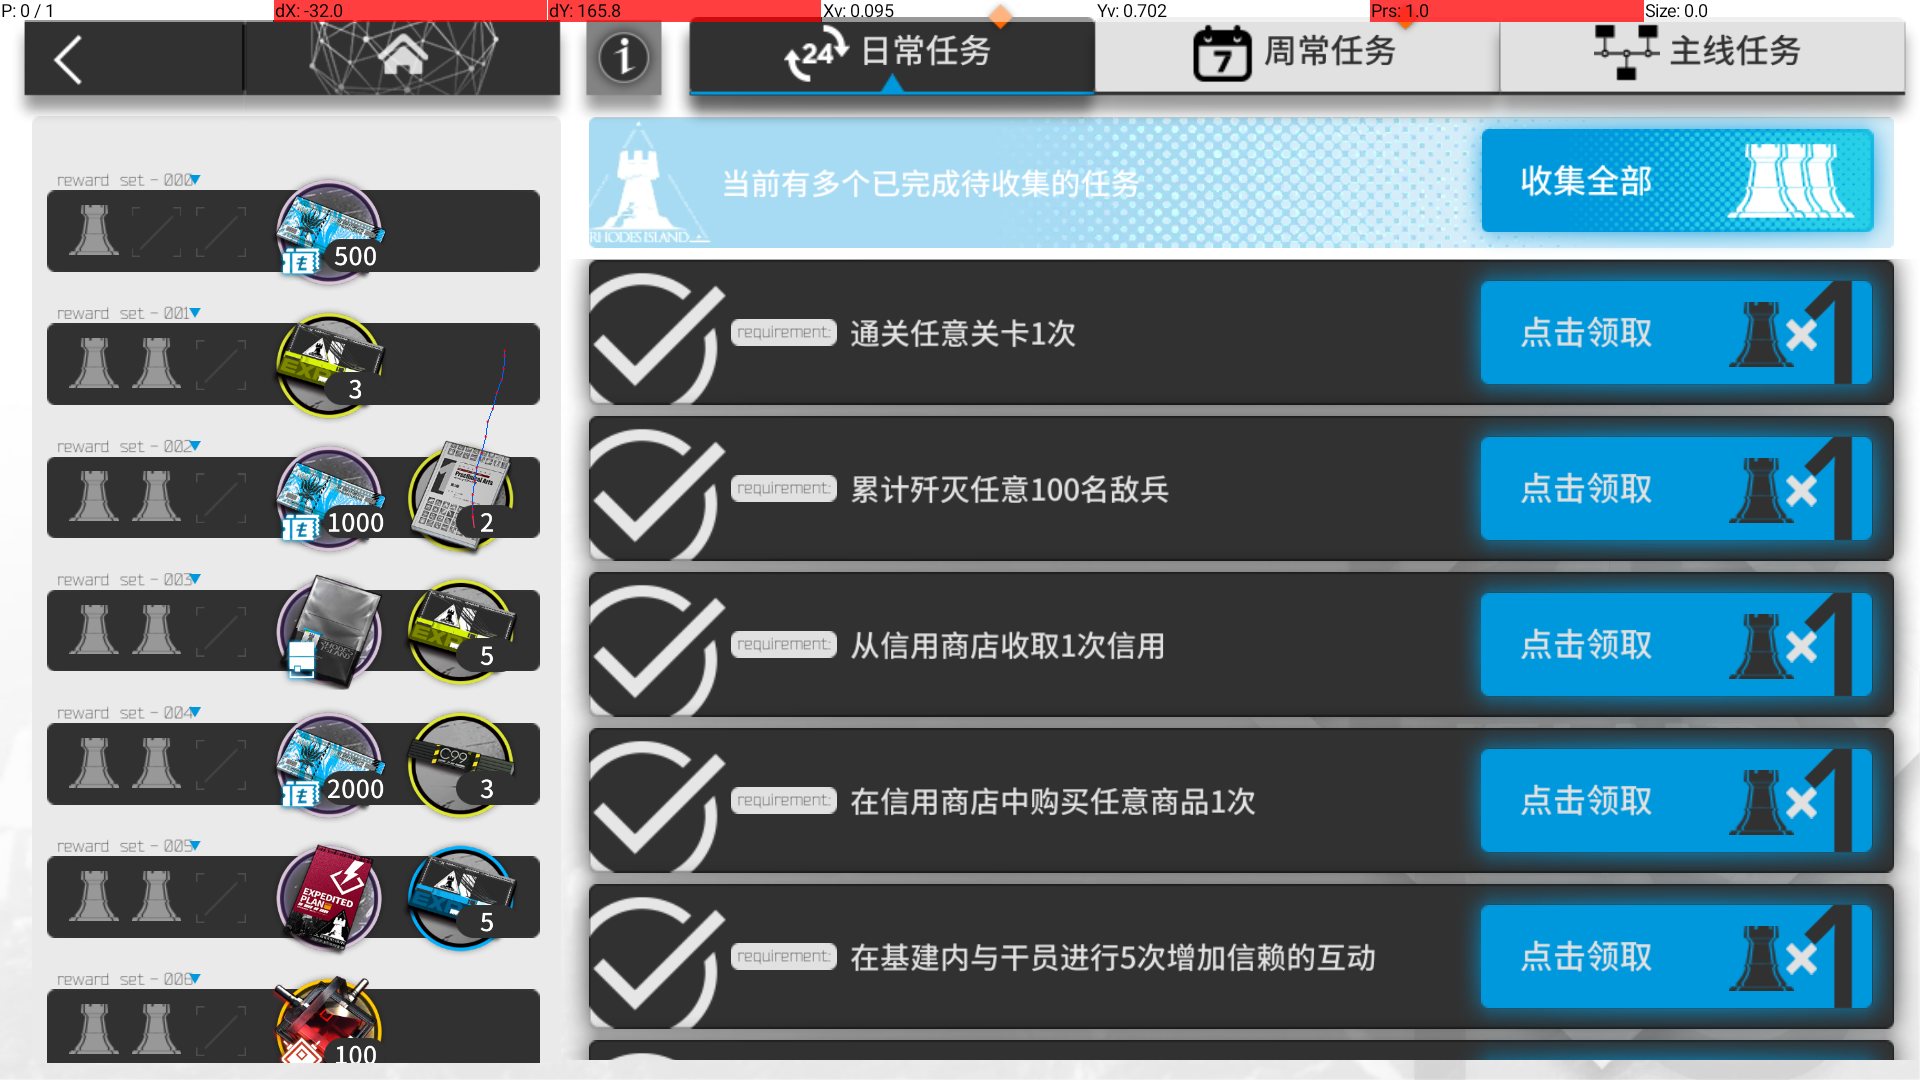 P: 0 / 1 dX: -32.0 dY: 165.8 Xv: 0.095 Yv: 0.702 Prs: 1.0 Size: 0.0
24 日常任务
7 周常任务
主线任务
当前有多个已完成待收集的任务
RHODES ISLAND
收集全部
reward set - 000
500
reward set - 001
EXP
3
reward set - 002
1000
2
reward set - 003
RHODES ISLAND
EXP
5
reward set - 004
2000
C99
3
reward set - 005
EXPEDITED PLAN
EXP
5
reward set - 006
100
requirement: 通关任意关卡1次
点击领取 ×1
requirement: 累计歼灭任意100名敌兵
点击领取 ×1
requirement: 从信用商店收取1次信用
点击领取 ×1
requirement: 在信用商店中购买任意商品1次
点击领取 ×1
requirement: 在基建内与干员进行5次增加信赖的互动
点击领取 ×1